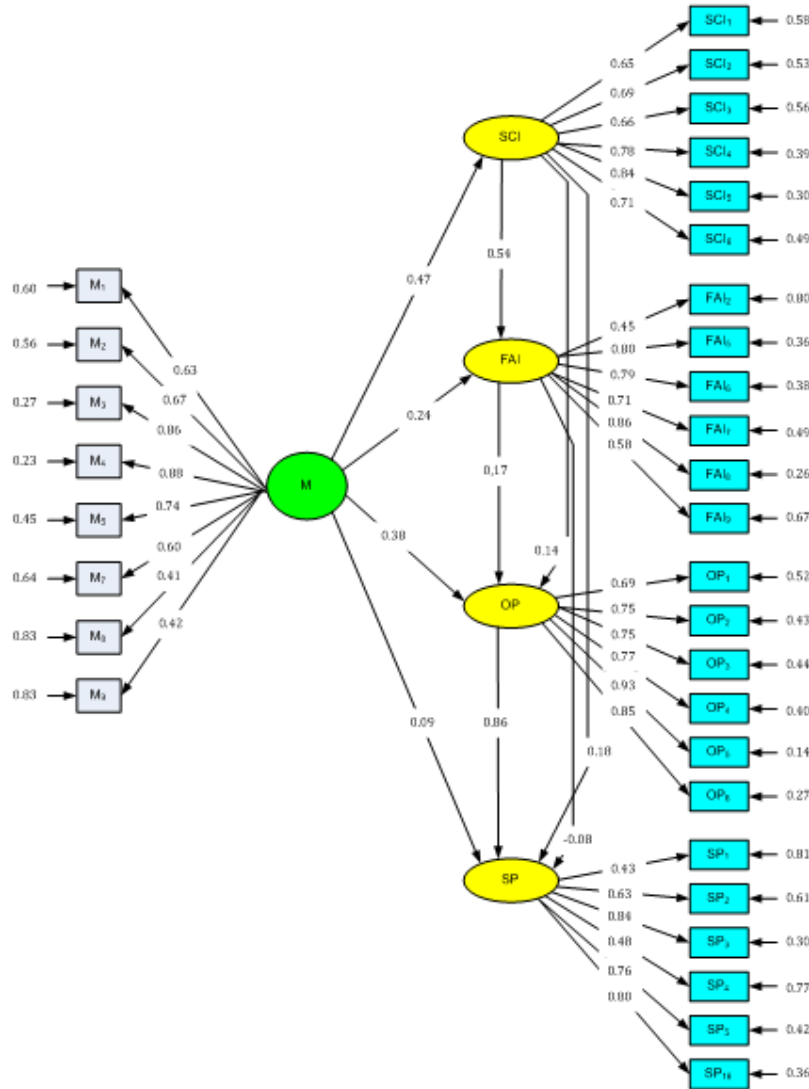 SCI₁ 0.58
0.65
SCI₂ 0.53
0.69
SCI₃ 0.56
0.66
SCI
SCI₄ 0.39
0.78
0.84
SCI₅ 0.30
0.71
SCI₆ 0.49
0.54
0.47
0.60 M₁
FAI₂ 0.80
0.45
0.56 M₂
FAI₅ 0.36
0.80
0.63
FAI
0.79
FAI₆ 0.38
0.67
0.27 M₃
0.71
0.24
0.86
0.86
FAI₇ 0.49
0.58
0.23 M₄
0.88
0,17
FAI₈ 0.26
M
0.74
0.45 M₅
FAI₉ 0.67
0.60
0.38
0.14
0.64 M₇
0.41
OP₁ 0.52
0.69
OP
0.75
0.42
OP₂ 0.43
0.83 M₈
0.75
OP₃ 0.44
0.77
0.93
0.83 M₉
OP₄ 0.40
0.85
0.09
0.86
0.18
OP₅ 0.14
OP₆ 0.27
-0.08
SP₁ 0.81
0.43
SP
0.63
SP₂ 0.61
0.84
0.48
SP₃ 0.30
0.76
SP₄ 0.77
0.80
SP₅ 0.42
0.36